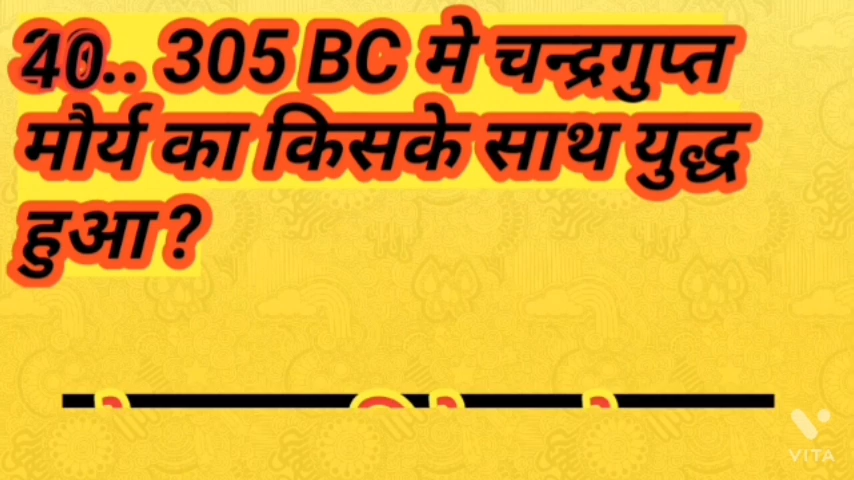 40.. 305 BC मे चन्द्रगुप्त
मौर्य का किसके साथ युद्ध
हुआ?
VITA